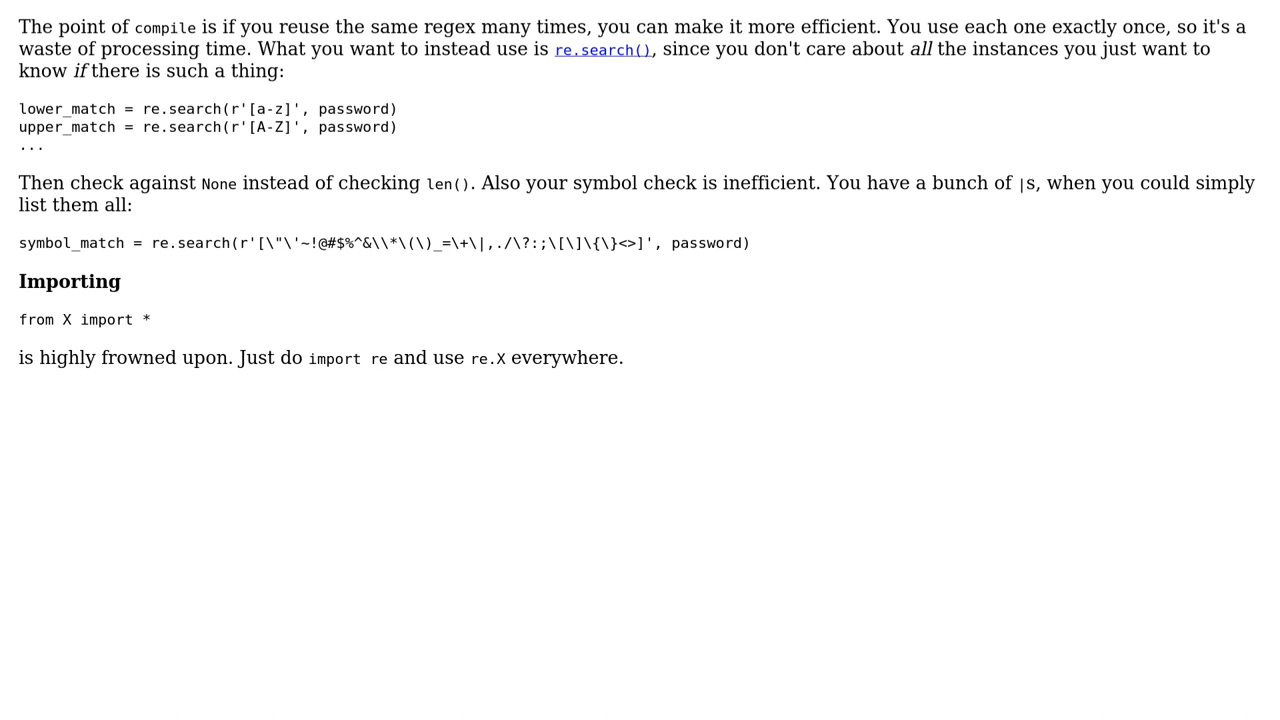 The point of compile is if you reuse the same regex many times, you can make it more efficient. You use each one exactly once, so it's a
waste of processing time. What you want to instead use is re.search(), since you don't care about all the instances you just want to
know if there is such a thing:
lower_match = re.search(r'[a-z]', password)
upper_match = re.search(r'[A-Z]', password)
...
Then check against None instead of checking len(). Also your symbol check is inefficient. You have a bunch of |s, when you could simply
list them all:
symbol_match = re.search(r'[\"\'~!@#$%^&\\*\(\)_=\+\|,./\?:;\[\]\{\}<>]', password)
Importing
from X import *
is highly frowned upon. Just do import re and use re.X everywhere.